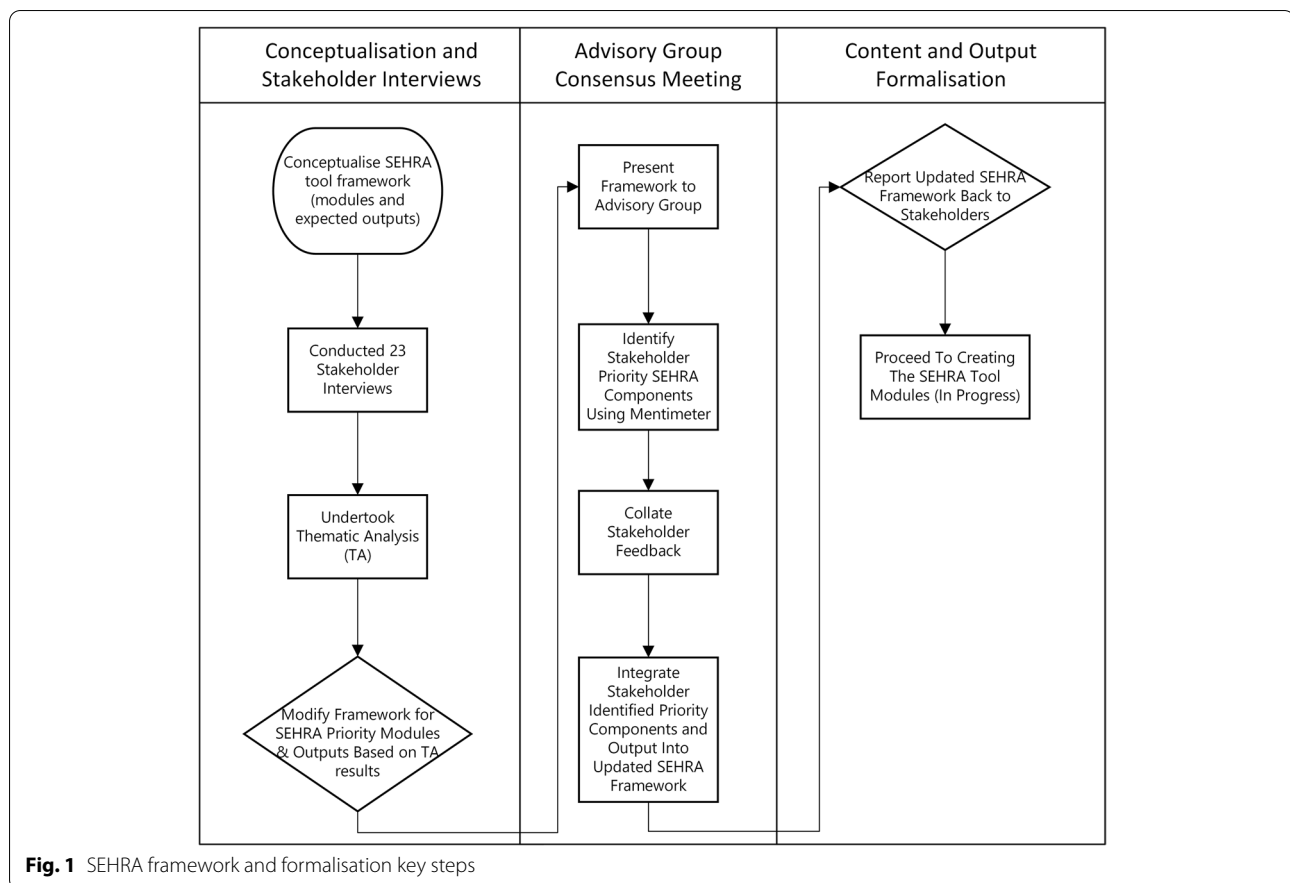 Conceptualisation and
Stakeholder Interviews
Conceptualise SEHRA
tool framework
(modules and
expected outputs)
Conducted 23
Stakeholder
Interviews
Undertook
Thematic Analysis
(TA)
Modify Framework for
SEHRA Priority Modules
& Outputs Based on TA
results
Advisory Group
Consensus Meeting
Present
Framework to
Advisory Group
Identify
Stakeholder
Priority SEHRA
Components
Using Mentimeter
Collate
Stakeholder
Feedback
Integrate
Stakeholder
Identified Priority
Components and
Output Into
Updated SEHRA
Framework
Content and Output
Formalisation
Report Updated SEHRA
Framework Back to
Stakeholders
Proceed To Creating
The SEHRA Tool
Modules (In Progress)
Fig. 1 SEHRA framework and formalisation key steps